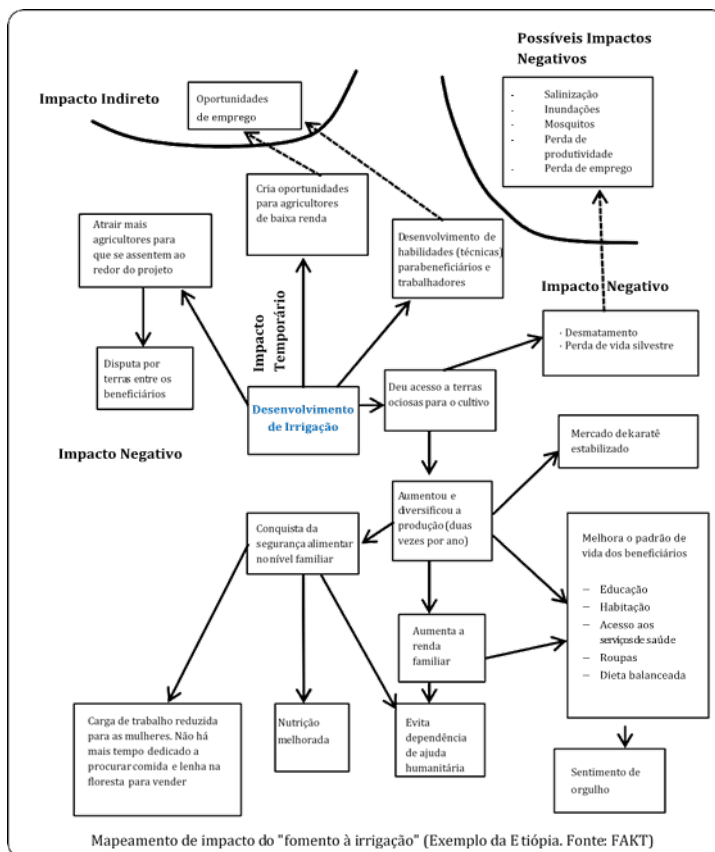 Possíveis Impactos
Negativos
Impacto Indireto
Oportunidades
de emprego
- Salinização
- Inundações
- Mosquitos
- Perda de
produtividade
- Perda de emprego
Cria oportunidades
para agricultores
de baixa renda
Atrair mais
agricultores para
que se assentem ao
redor do projeto
Desenvolvimento de
habilidades (técnicas)
parabeneficiários e
trabalhadores
Impacto
Temporário
Impacto Negativo
· Desmatamento
· Perda de vida silvestre
Disputa por
terras entre os
beneficiários
Desenvolvimento
de Irrigação
Deu acesso a terras
ociosas para o cultivo
Impacto Negativo
Mercado de karatê
estabilizado
Aumentou e
diversificou a
produção (duas
vezes por ano)
Conquista da
segurança alimentar
no nível familiar
Melhora o padrão de
vida dos beneficiários
– Educação
– Habitação
– Acesso aos
serviços de saúde
– Roupas
– Dieta balanceada
Aumenta a
renda
familiar
Carga de trabalho reduzida
para as mulheres. Não há
mais tempo dedicado a
procurar comida e lenha na
floresta para vender
Nutrição
melhorada
Evita
dependência
de ajuda
humanitária
Sentimento de
orgulho
Mapeamento de impacto do "fomento à irrigação" (Exemplo da Etiópia. Fonte: FAKT)